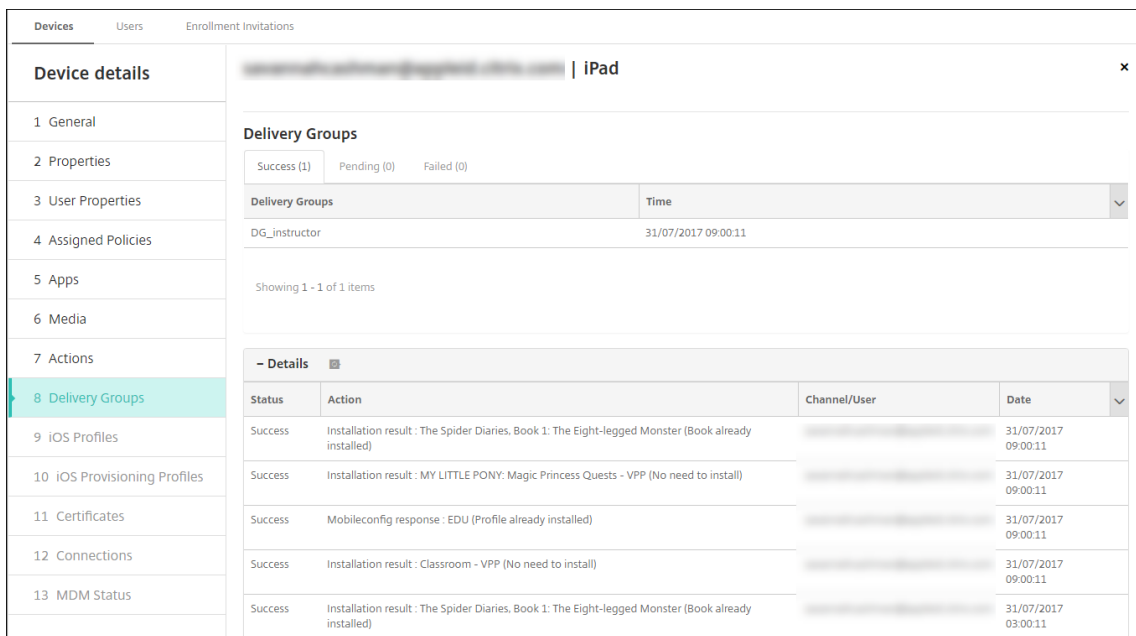 Devices Users Enrollment Invitations
Device details
| iPad
×
1 General
2 Properties
3 User Properties
4 Assigned Policies
5 Apps
6 Media
7 Actions
8 Delivery Groups
9 iOS Profiles
10 iOS Provisioning Profiles
11 Certificates
12 Connections
13 MDM Status
Delivery Groups
Success (1) Pending (0) Failed (0)
Delivery Groups Time
DG_instructor 31/07/2017 09:00:11
Showing 1 - 1 of 1 items
– Details
Status Action Channel/User Date
Success Installation result : The Spider Diaries, Book 1: The Eight-legged Monster (Book already 31/07/2017
installed) 09:00:11
Success Installation result : MY LITTLE PONY: Magic Princess Quests - VPP (No need to install) 31/07/2017
09:00:11
Success Mobileconfig response : EDU (Profile already installed) 31/07/2017
09:00:11
Success Installation result : Classroom - VPP (No need to install) 31/07/2017
09:00:11
Success Installation result : The Spider Diaries, Book 1: The Eight-legged Monster (Book already 31/07/2017
installed) 03:00:11